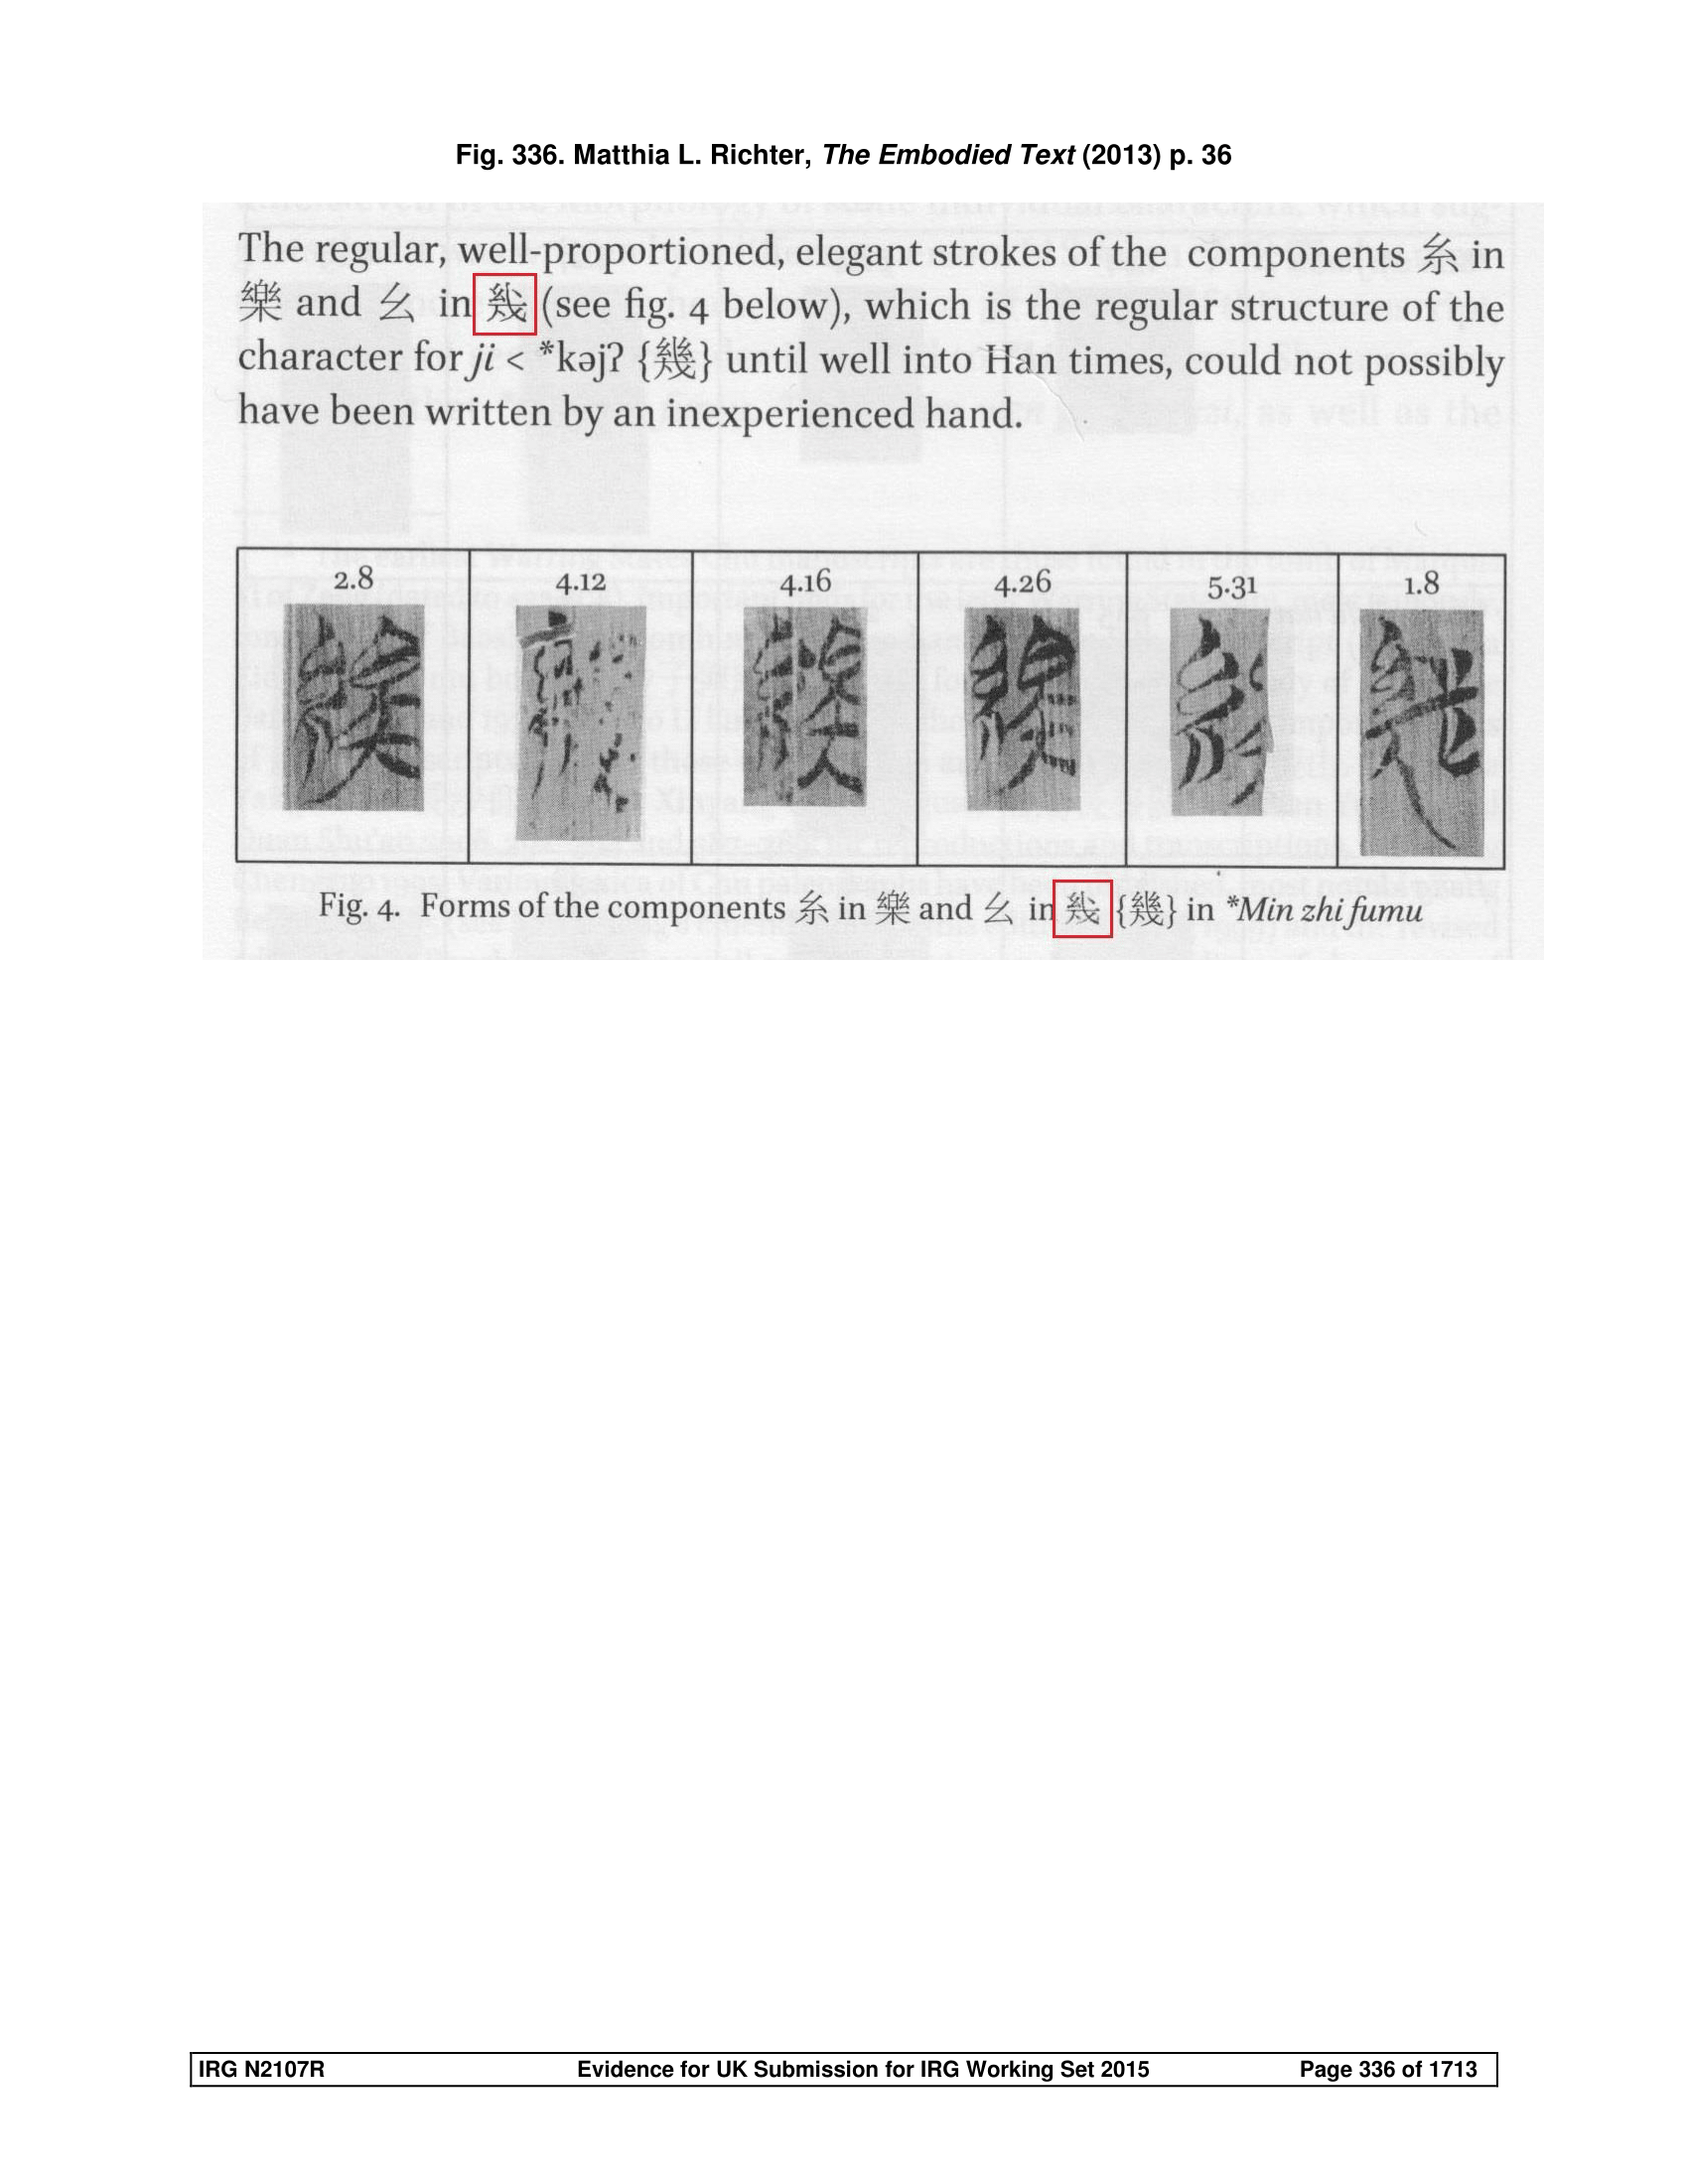 Fig. 336. Matthia L. Richter, The Embodied Text (2013) p. 36
The regular, well-proportioned, elegant strokes of the components 糸 in
樂 and 幺 in (see fig. 4 below), which is the regular structure of the
character for ji < *kəjʔ {幾} until well into Han times, could not possibly
have been written by an inexperienced hand.
2.8 4.12 4.16 4.26 5.31 1.8
Fig. 4. Forms of the components 糸 in 樂 and 幺 in {幾} in *Min zhi fumu
IRG N2107R Evidence for UK Submission for IRG Working Set 2015 Page 336 of 1713